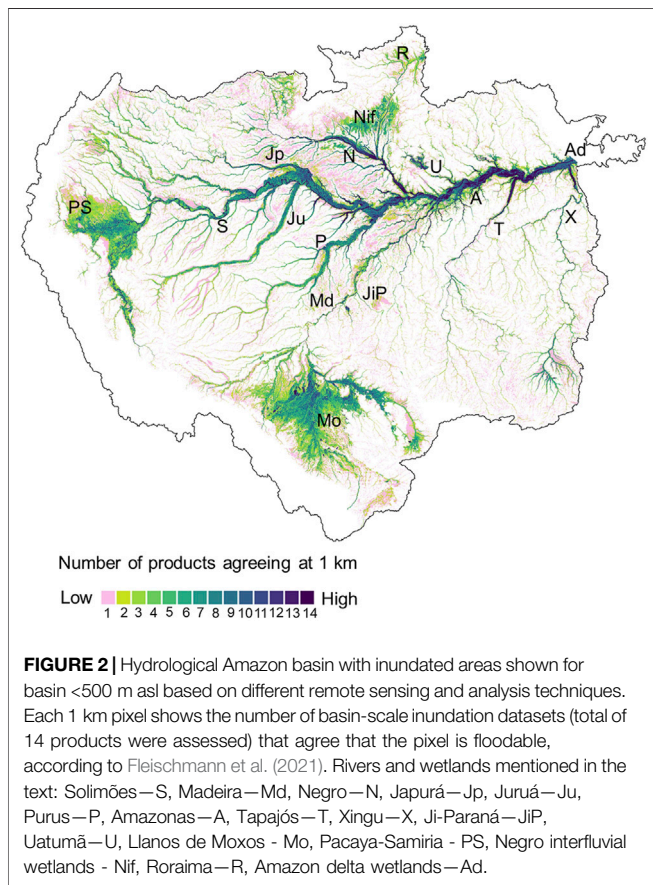 R
Nif
Ad
Jp
N
U
PS
A
S
Ju
T
X
P
Md
JiP
Mo
Number of products agreeing at 1 km
Low
High
1 2 3 4 5 6 7 8 9 10 11 12 13 14
FIGURE 2 | Hydrological Amazon basin with inundated areas shown for
basin <500 m asl based on different remote sensing and analysis techniques.
Each 1 km pixel shows the number of basin-scale inundation datasets (total of
14 products were assessed) that agree that the pixel is floodable,
according to Fleischmann et al. (2021). Rivers and wetlands mentioned in the
text: Solimões—S, Madeira—Md, Negro—N, Japurá—Jp, Juruá—Ju,
Purus—P, Amazonas—A, Tapajós—T, Xingu—X, Ji-Paraná—JiP,
Uatumã—U, Llanos de Moxos - Mo, Pacaya-Samiria - PS, Negro interfluvial
wetlands - Nif, Roraima—R, Amazon delta wetlands—Ad.